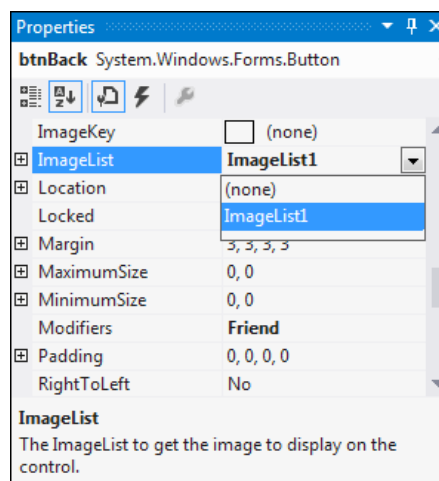 Properties
btnBack System.Windows.Forms.Button
ImageKey (none)
ImageList ImageList1
Location (none)
Locked ImageList1
Margin 3, 3, 3, 3
MaximumSize 0, 0
MinimumSize 0, 0
Modifiers Friend
Padding 0, 0, 0, 0
RightToLeft No
ImageList
The ImageList to get the image to display on the
control.